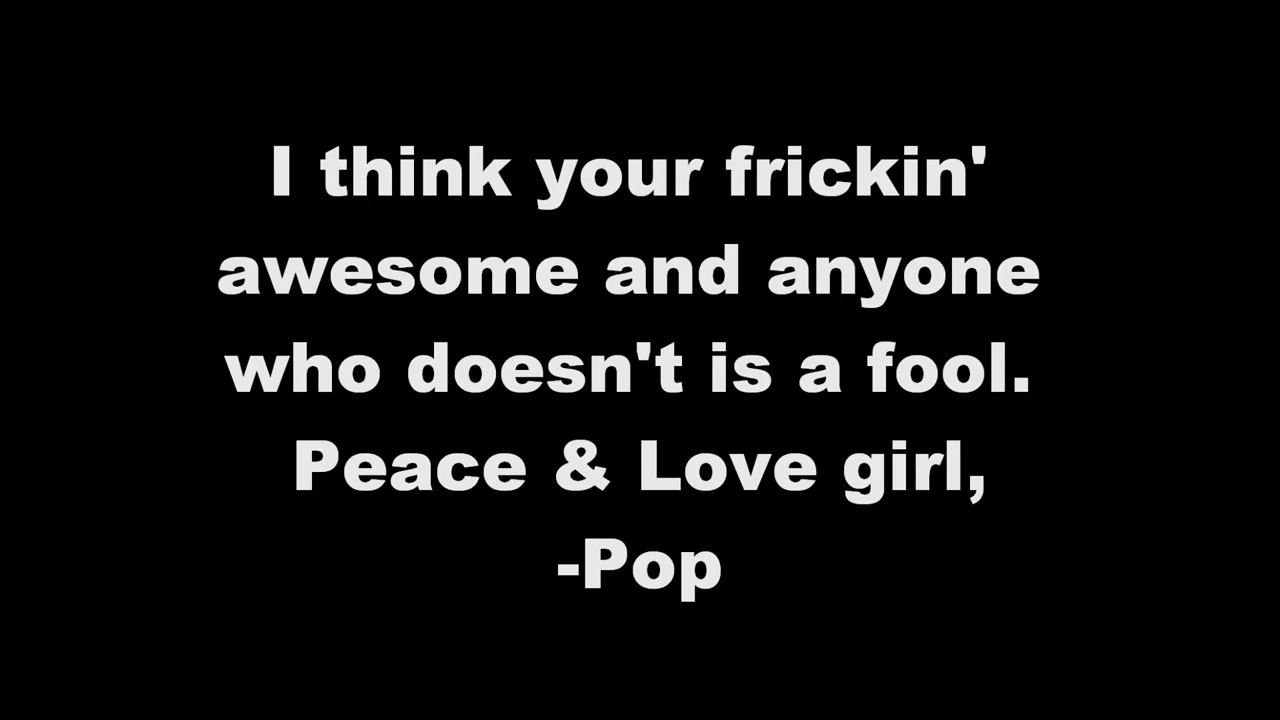 I think your frickin'
awesome and anyone
who doesn't is a fool.
Peace & Love girl,
-Pop